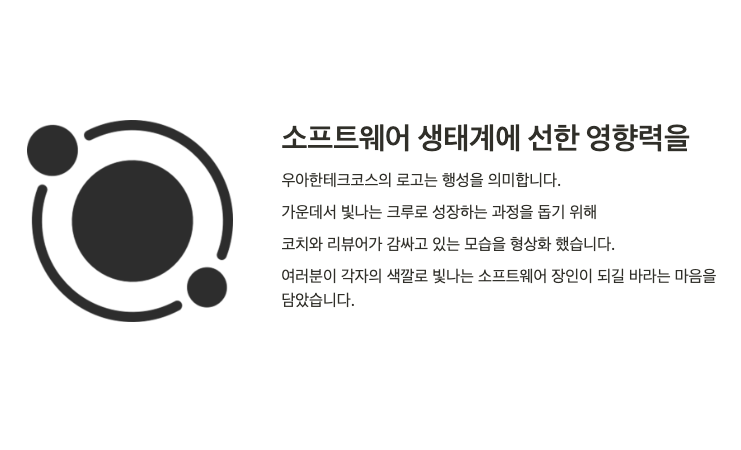 소프트웨어 생태계에 선한 영향력을
우아한테크코스의 로고는 행성을 의미합니다.
가운데서 빛나는 크루로 성장하는 과정을 돕기 위해
코치와 리뷰어가 감싸고 있는 모습을 형상화 했습니다.
여러분이 각자의 색깔로 빛나는 소프트웨어 장인이 되길 바라는 마음을
담았습니다.